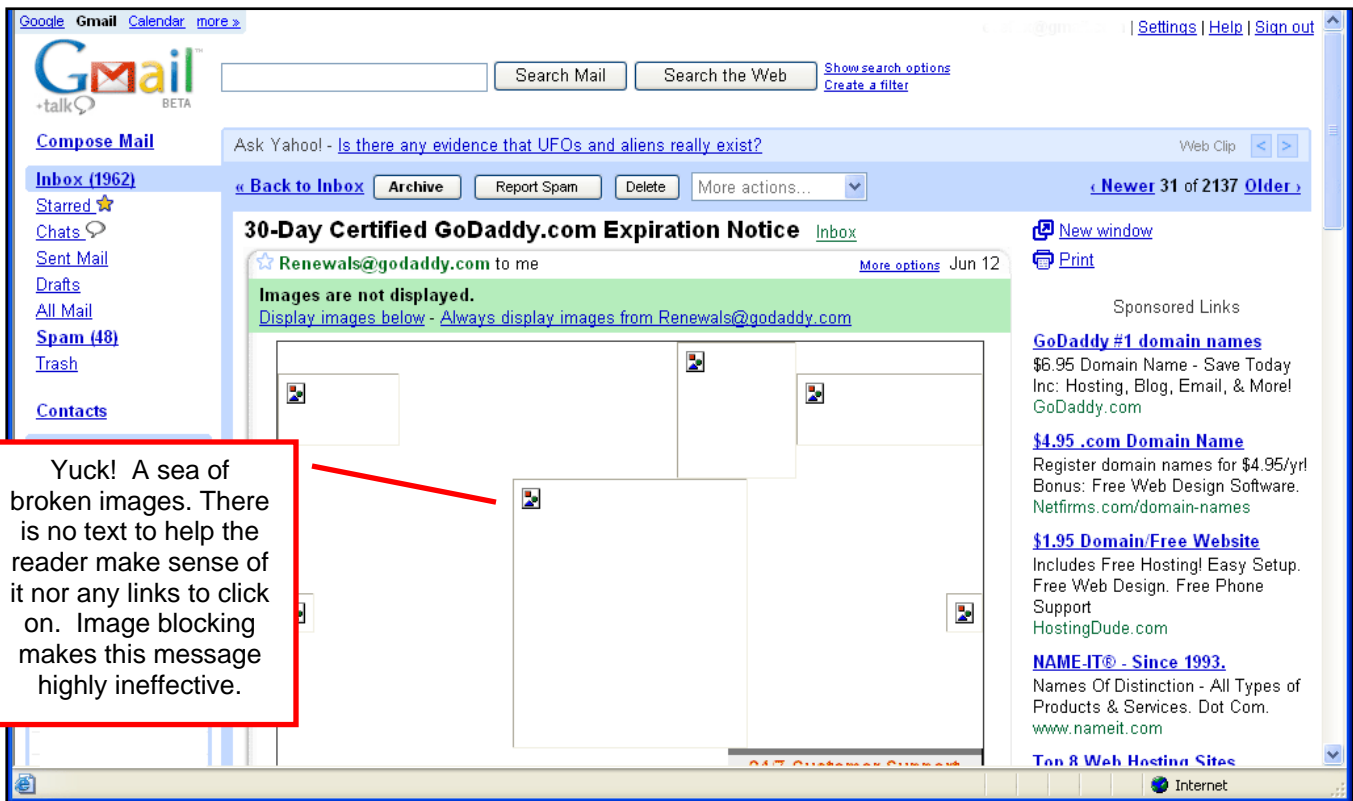 Google Gmail Calendar more »
| Settings | Help | Sign out
Gmail™
+talk BETA
Search Mail
Search the Web
Show search options
Create a filter
Compose Mail
Ask Yahoo! - Is there any evidence that UFOs and aliens really exist?
Web Clip < >
Inbox (1962)
Starred
Chats
Sent Mail
Drafts
All Mail
Spam (48)
Trash
Contacts
« Back to Inbox Archive Report Spam Delete More actions...
‹ Newer 31 of 2137 Older ›
30-Day Certified GoDaddy.com Expiration Notice Inbox
Renewals@godaddy.com to me
More options Jun 12
Images are not displayed.
Display images below - Always display images from Renewals@godaddy.com
Yuck! A sea of
broken images. There
is no text to help the
reader make sense of
it nor any links to click
on. Image blocking
makes this message
highly ineffective.
24/7 Customer Support
New window
Print
Sponsored Links
GoDaddy #1 domain names
$6.95 Domain Name - Save Today
Inc: Hosting, Blog, Email, & More!
GoDaddy.com
$4.95 .com Domain Name
Register domain names for $4.95/yr!
Bonus: Free Web Design Software.
Netfirms.com/domain-names
$1.95 Domain/Free Website
Includes Free Hosting! Easy Setup.
Free Web Design. Free Phone
Support
HostingDude.com
NAME-IT® - Since 1993.
Names Of Distinction - All Types of
Products & Services. Dot Com.
www.nameit.com
Top 8 Web Hosting Sites
Internet